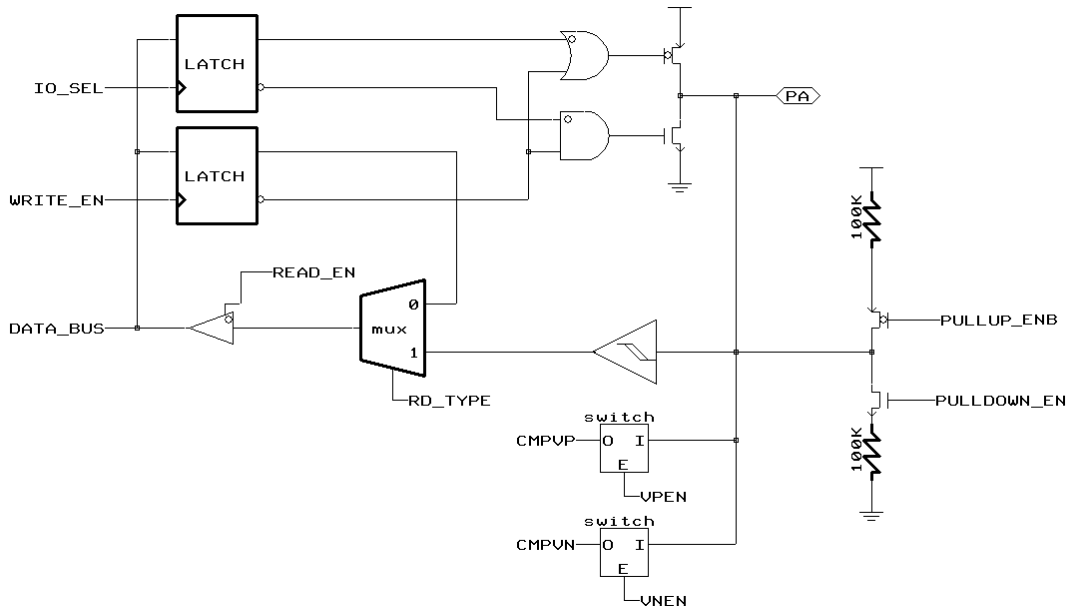 LATCH
IO_SEL
PA
LATCH
WRITE_EN
100K
READ_EN
0
PULLUP_ENB
DATA_BUS
mux
1
RD_TYPE
PULLDOWN_EN
switch
CMPVP
O I
E
100K
VPEN
switch
CMPVN
O I
E
VNEN